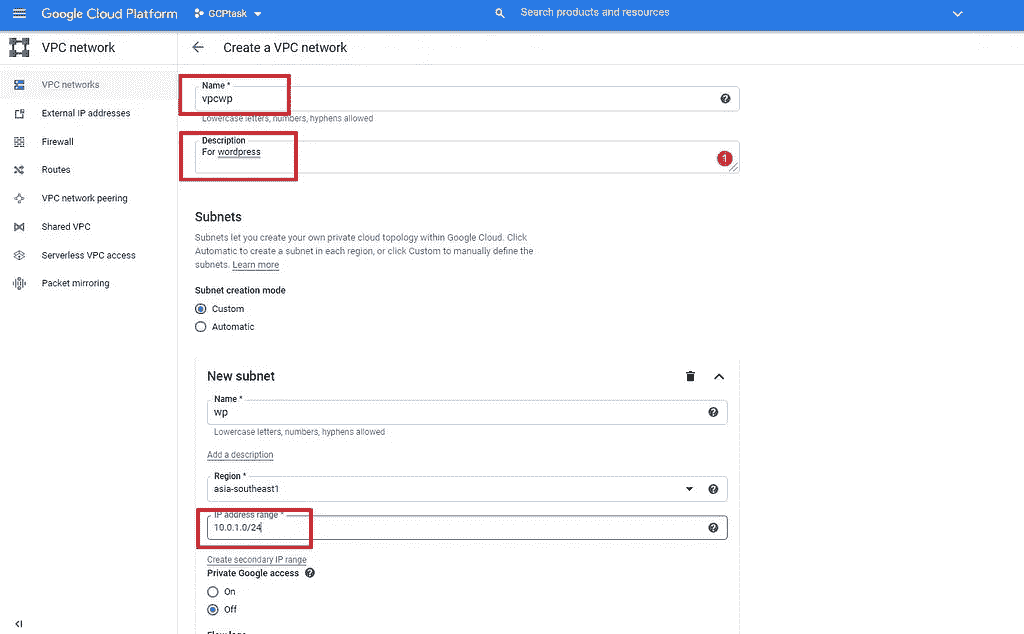 Google Cloud Platform
GCPtask
Search products and resources
VPC network
Create a VPC network
VPC networks
External IP addresses
Firewall
Routes
VPC network peering
Shared VPC
Serverless VPC access
Packet mirroring
Name *
vpcwp
Lowercase letters, numbers, hyphens allowed
Description
For wordpress
1
Subnets
Subnets let you create your own private cloud topology within Google Cloud. Click
Automatic to create a subnet in each region, or click Custom to manually define the
subnets. Learn more
Subnet creation mode
Custom
Automatic
New subnet
Name *
wp
Lowercase letters, numbers, hyphens allowed
Add a description
Region *
asia-southeast1
IP address range *
10.0.1.0/24
Create secondary IP range
Private Google access
On
Off
Flow logs